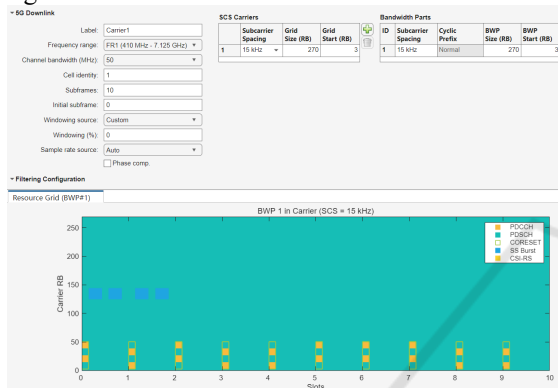 5G Downlink
Label: Carrier1
Frequency range: FR1 (410 MHz - 7.125 GHz)
Channel bandwidth (MHz): 50
Cell identity: 1
Subframes: 10
Initial subframe: 0
Windowing source: Custom
Windowing (%): 0
Sample rate source: Auto
Phase comp.
SCS Carriers
Subcarrier Spacing Grid Size (RB) Grid Start (RB)
1 15 kHz 270 3
Bandwidth Parts
ID Subcarrier Spacing Cyclic Prefix BWP Size (RB) BWP Start (RB)
1 15 kHz Normal 270 3
Filtering Configuration
Resource Grid (BWP#1)
BWP 1 in Carrier (SCS = 15 kHz)
PDCCH
PDSCH
CORESET
SS Burst
CSI-RS
Carrier RB
250
200
150
100
50
0
0 1 2 3 4 5 6 7 8 9 10
Slots